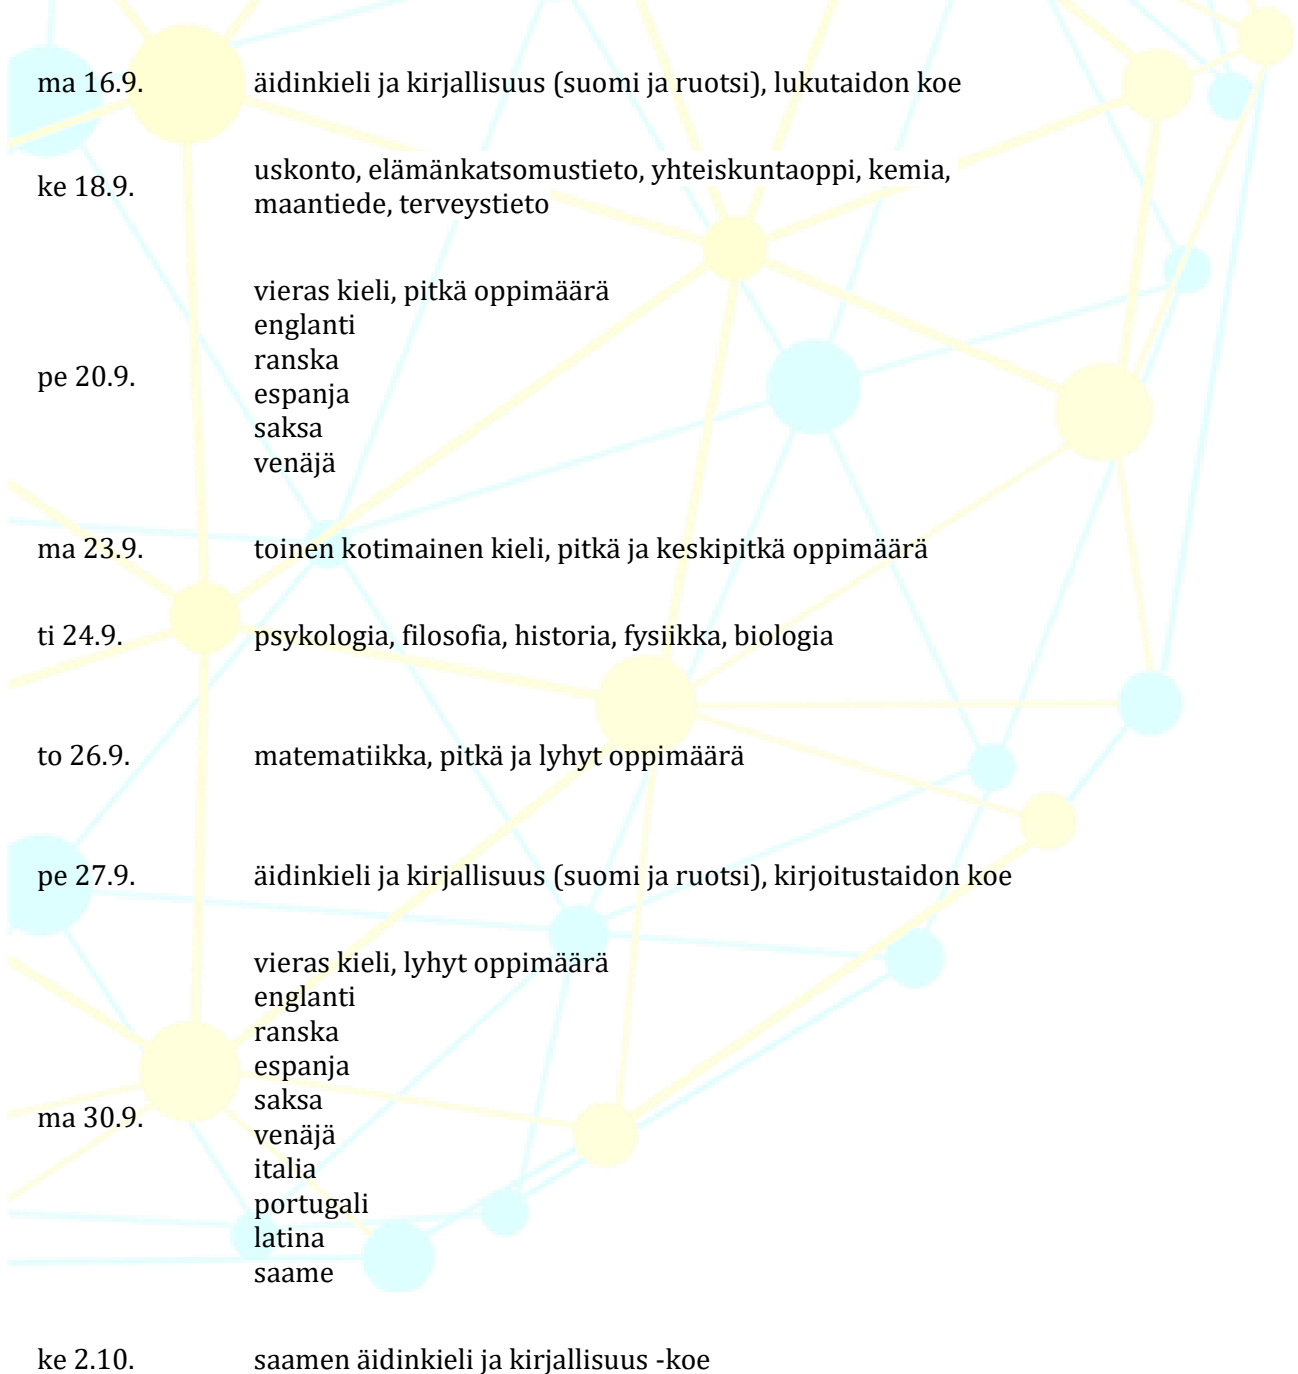 ma 16.9. äidinkieli ja kirjallisuus (suomi ja ruotsi), lukutaidon koe
ke 18.9. uskonto, elämänkatsomustieto, yhteiskuntaoppi, kemia,
maantiede, terveystieto
pe 20.9. vieras kieli, pitkä oppimäärä
englanti
ranska
espanja
saksa
venäjä
ma 23.9. toinen kotimainen kieli, pitkä ja keskipitkä oppimäärä
ti 24.9. psykologia, filosofia, historia, fysiikka, biologia
to 26.9. matematiikka, pitkä ja lyhyt oppimäärä
pe 27.9. äidinkieli ja kirjallisuus (suomi ja ruotsi), kirjoitustaidon koe
ma 30.9. vieras kieli, lyhyt oppimäärä
englanti
ranska
espanja
saksa
venäjä
italia
portugali
latina
saame
ke 2.10. saamen äidinkieli ja kirjallisuus -koe